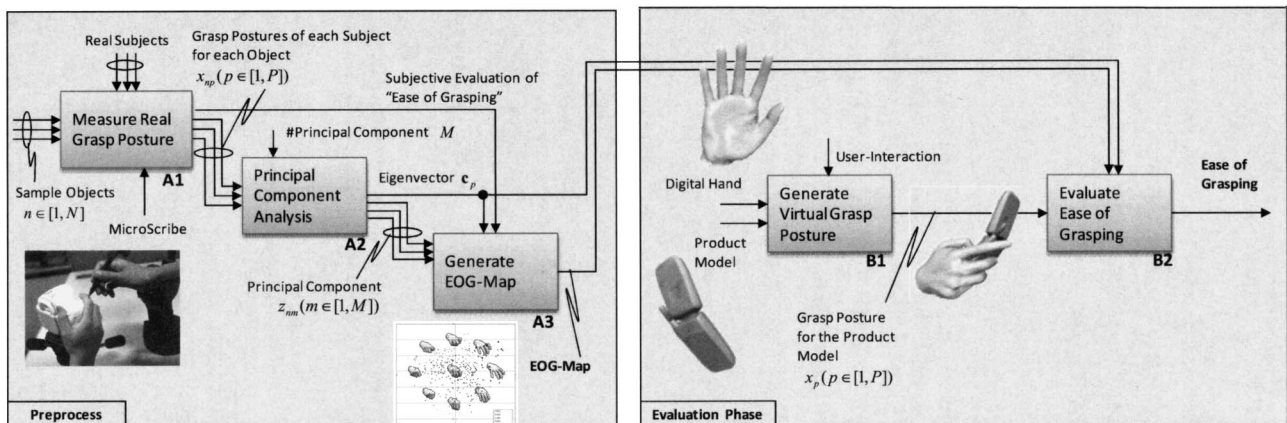 Real Subjects
Grasp Postures of each Subject
for each Object
x_np (p ∈ [1, P])
Subjective Evaluation of
"Ease of Grasping"
Measure Real
Grasp Posture
A1
Sample Objects
n ∈ [1, N]
MicroScribe
#Principal Component M
Principal
Component
Analysis
A2
Eigenvector c_p
Principal Component
z_nm (m ∈ [1, M])
Generate
EOG-Map
A3
EOG-Map
Preprocess
Digital Hand
User-Interaction
Product
Model
Generate
Virtual Grasp
Posture
B1
Grasp Posture
for the Product
Model
x_p (p ∈ [1, P])
Evaluate
Ease of
Grasping
B2
Ease of
Grasping
Evaluation Phase